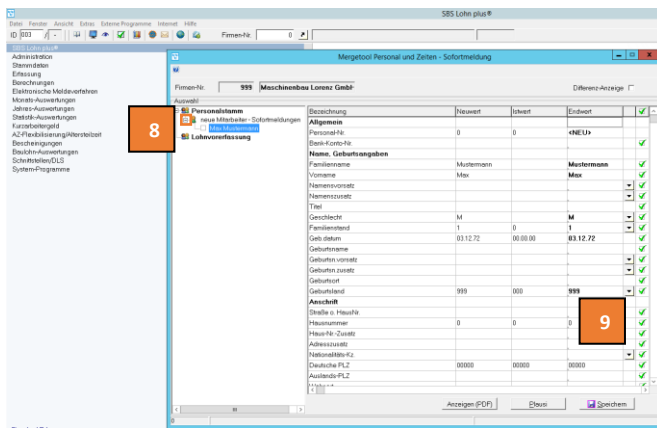 SBS Lohn plus®
Datei Fenster Ansicht Extras Externe Programme Internet Hilfe
ID 003 / - Firmen-Nr. 0
SBS Lohn plus®
Administration
Stammdaten
Erfassung
Berechnungen
Elektronische Meldeverfahren
Monats-Auswertungen
Jahres-Auswertungen
Statistik-Auswertungen
Kurzarbeitergeld
AZ-Flexibilisierung/Altersteilzeit
Bescheinigungen
Baulohn-Auswertungen
Schnittstellen/DLS
System-Programme
Mergetool Personal und Zeiten - Sofortmeldung
Firmen-Nr. 999 Maschinenbau Lorenz GmbH Differenz-Anzeige
Auswahl
Personalstamm
neue Mitarbeiter - Sofortmeldungen
Max Mustermann
Lohnvorerfassung
8
Bezeichnung Neuwert Istwert Endwert
Allgemein
Personal-Nr. 0 0 <NEU>
Bank-Konto-Nr.
Name, Geburtsangaben
Familienname Mustermann Mustermann
Vorname Max Max
Namensvorsatz
Namenszusatz
Titel
Geschlecht M M
Familienstand 1 0 1
Geb.datum 03.12.72 00.00.00 03.12.72
Geburtsname
Geburtsn.vorsatz
Geburtsn.zusatz
Geburtsort
Geburtsland 999 000 999
Anschrift
Straße o. HausNr.
Hausnummer 0 0 0
Haus-Nr.-Zusatz
Adresszusatz
Nationalitäts-Kz
Deutsche PLZ 00000 00000 00000
Auslands-PLZ
9
Anzeigen (PDF) Plausi Speichern
0